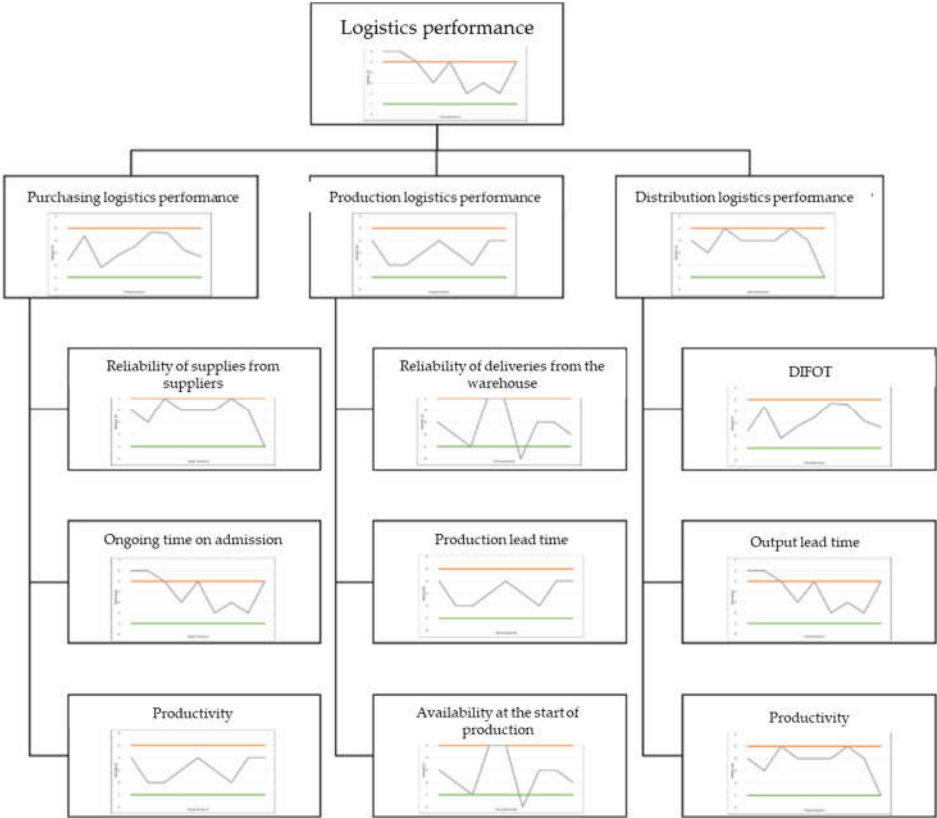 Logistics performance
Purchasing logistics performance
Production logistics performance
Distribution logistics performance
Reliability of supplies from
suppliers
Reliability of deliveries from the
warehouse
DIFOT
Ongoing time on admission
Production lead time
Output lead time
Productivity
Availability at the start of
production
Productivity